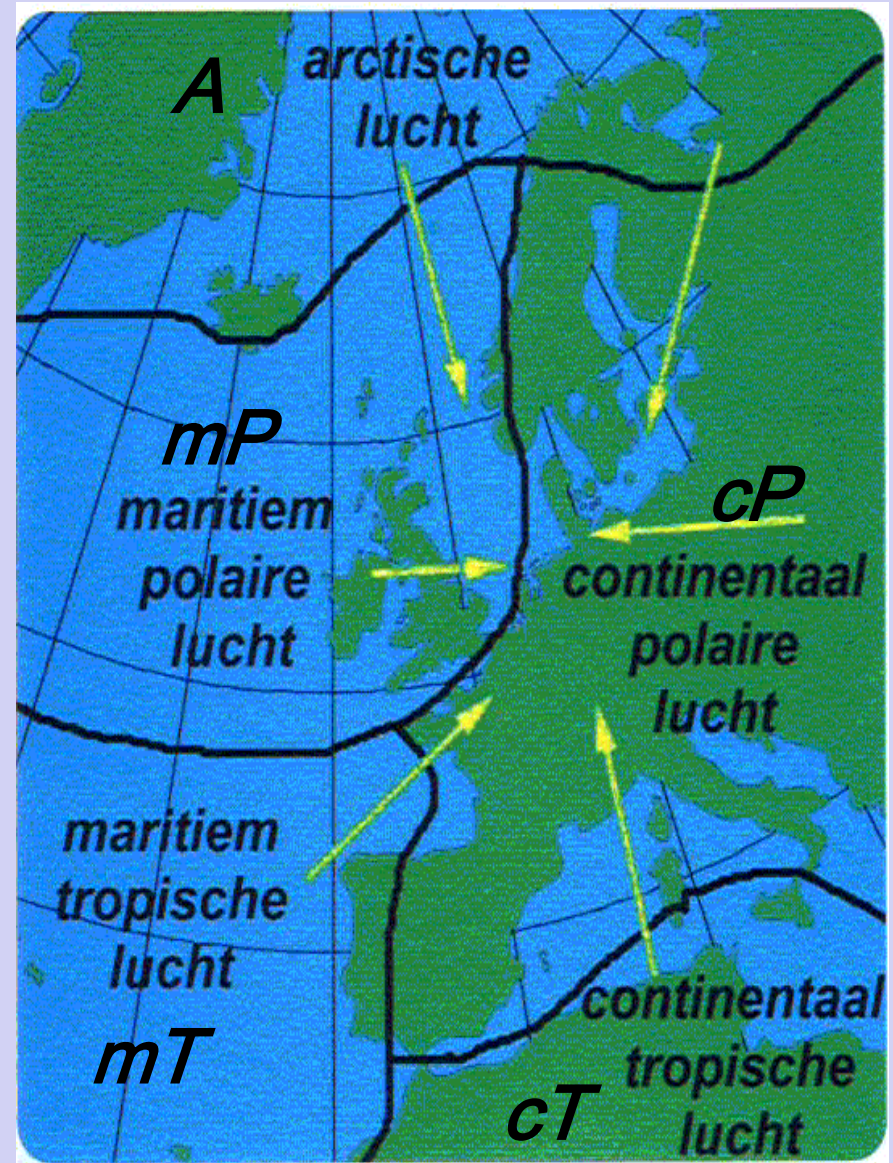 A
arctische
lucht
mP
maritiem
polaire
lucht
cP
continentaal
polaire
lucht
maritiem
tropische
lucht
mT
continentaal
tropische
lucht
cT